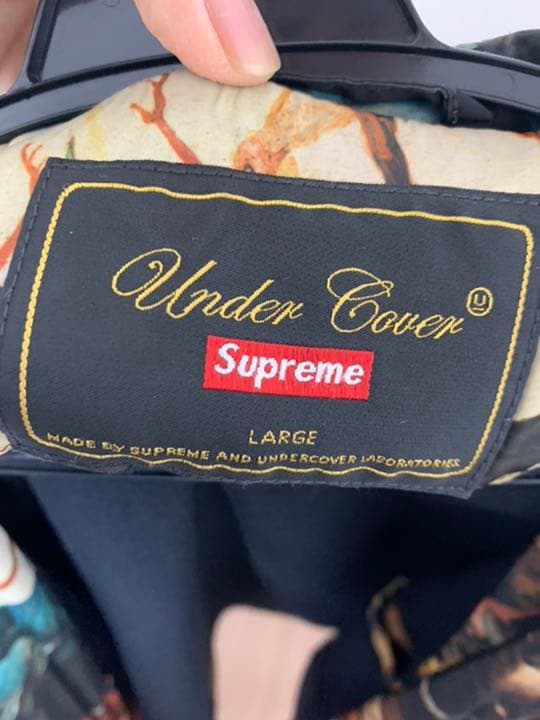 Under Cover
U
Supreme
LARGE
MADE BY SUPREME AND UNDERCOVER LABORATORIES